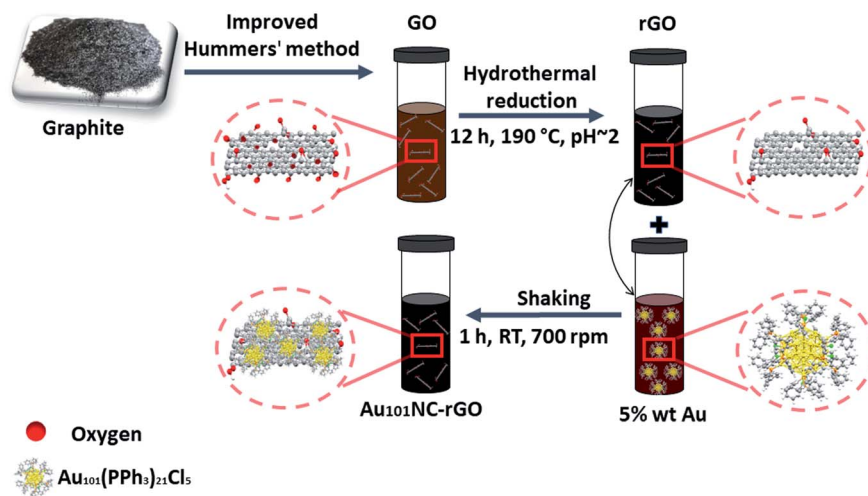 Graphite
Improved
Hummers' method
GO
Hydrothermal
reduction
12 h, 190 °C, pH~2
rGO
+
Shaking
1 h, RT, 700 rpm
Au₁₀₁NC-rGO
5% wt Au
Oxygen
Au₁₀₁(PPh₃)₂₁Cl₅